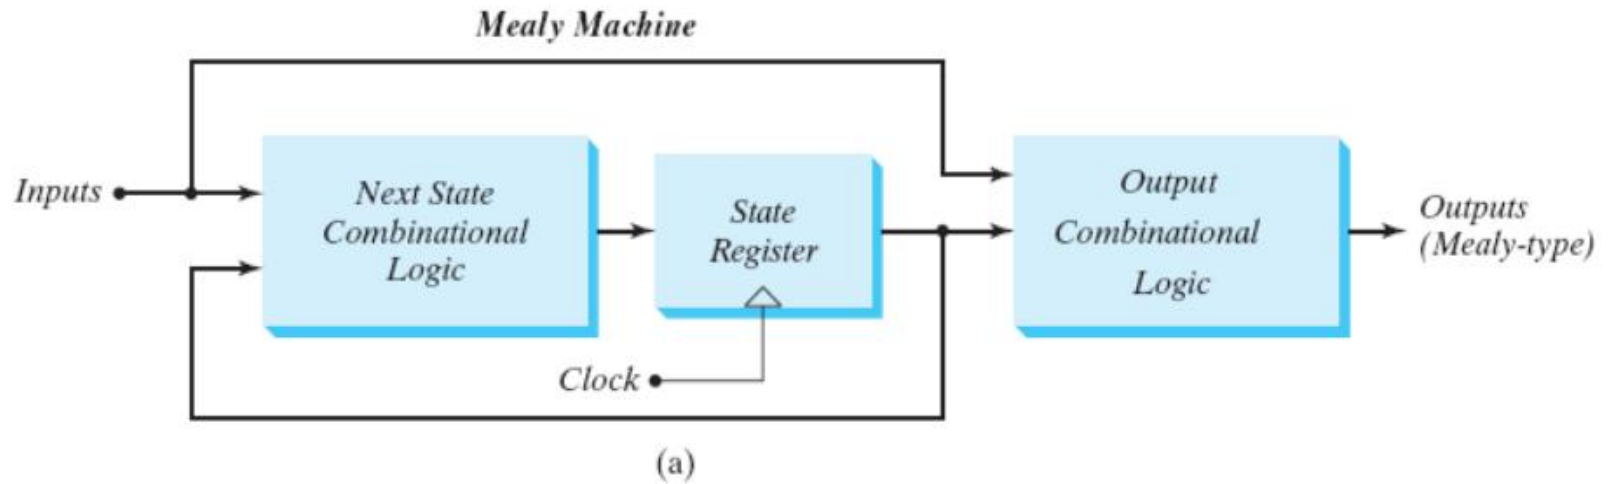 Mealy Machine
Inputs
Next State
Combinational
Logic
State
Register
Clock
Output
Combinational
Logic
Outputs
(Mealy-type)
(a)